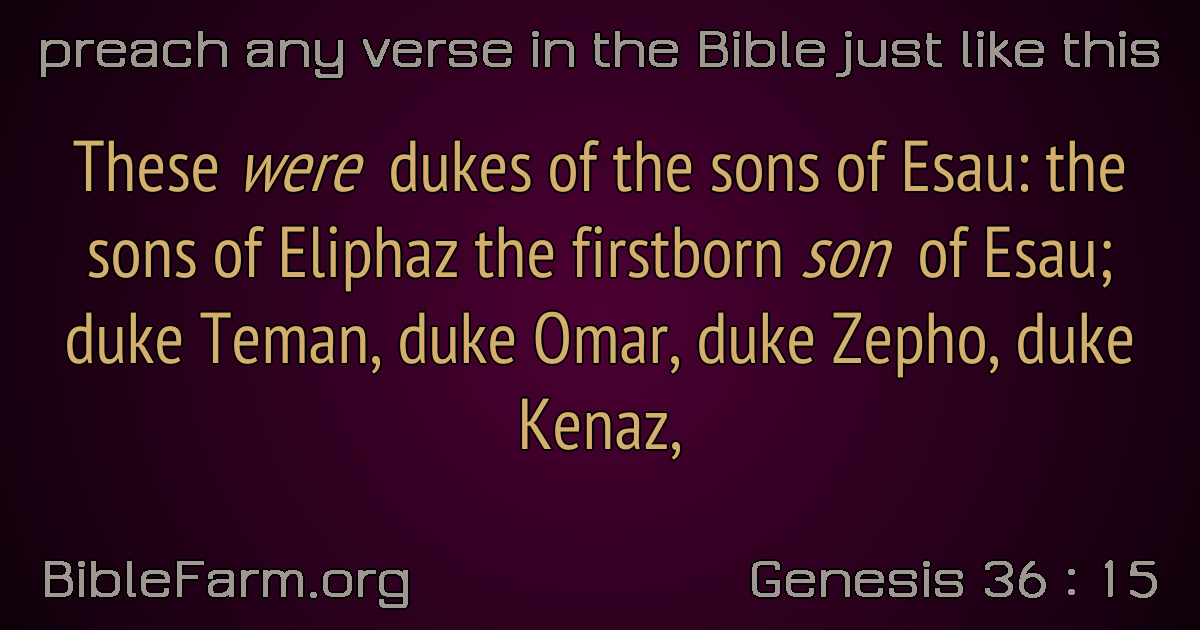 preach any verse in the Bible just like this
These were dukes of the sons of Esau: the
sons of Eliphaz the firstborn son of Esau;
duke Teman, duke Omar, duke Zepho, duke
Kenaz,
BibleFarm.org
Genesis 36 : 15